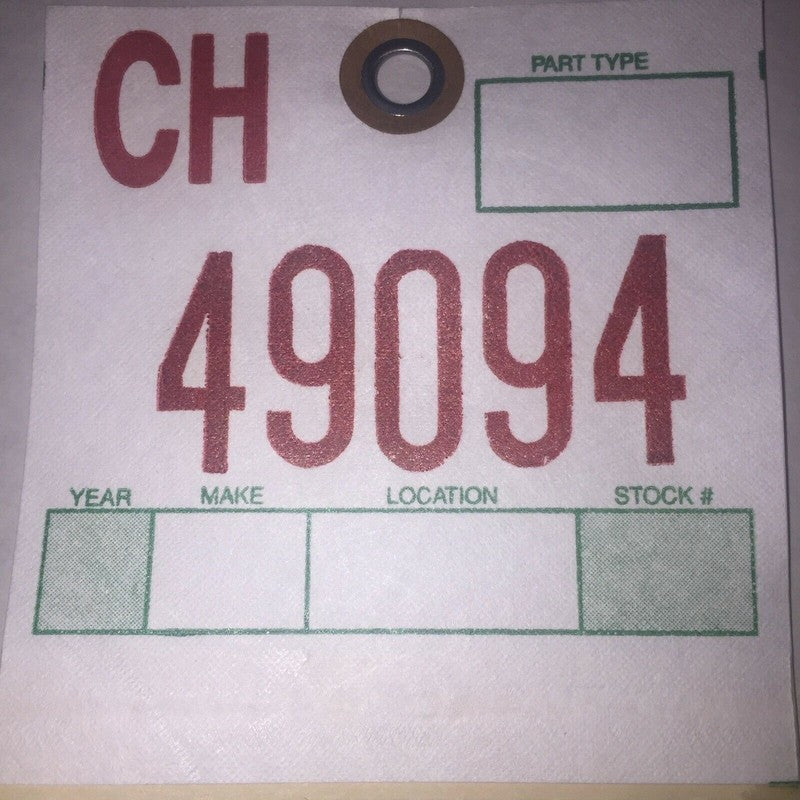 CH
PART TYPE
49094
YEAR MAKE LOCATION STOCK #